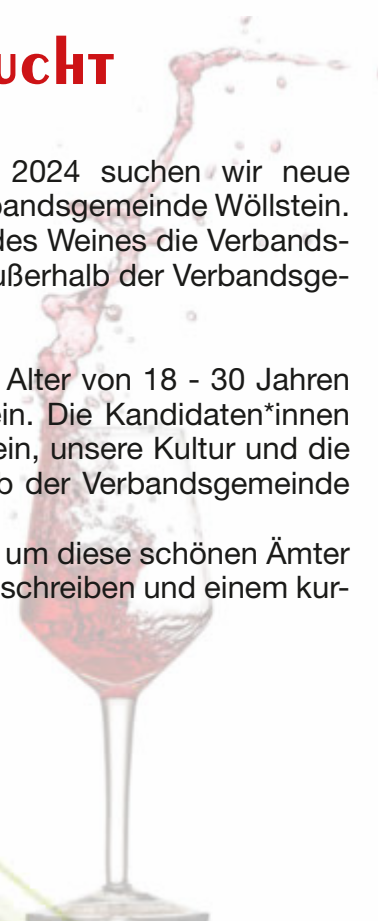 ucht
2024 suchen wir neue
bandsgemeinde Wöllstein.
des Weines die Verbands-
ußerhalb der Verbandsge-
Alter von 18 - 30 Jahren
ein. Die Kandidaten*innen
ein, unsere Kultur und die
b der Verbandsgemeinde
um diese schönen Ämter
schreiben und einem kur-